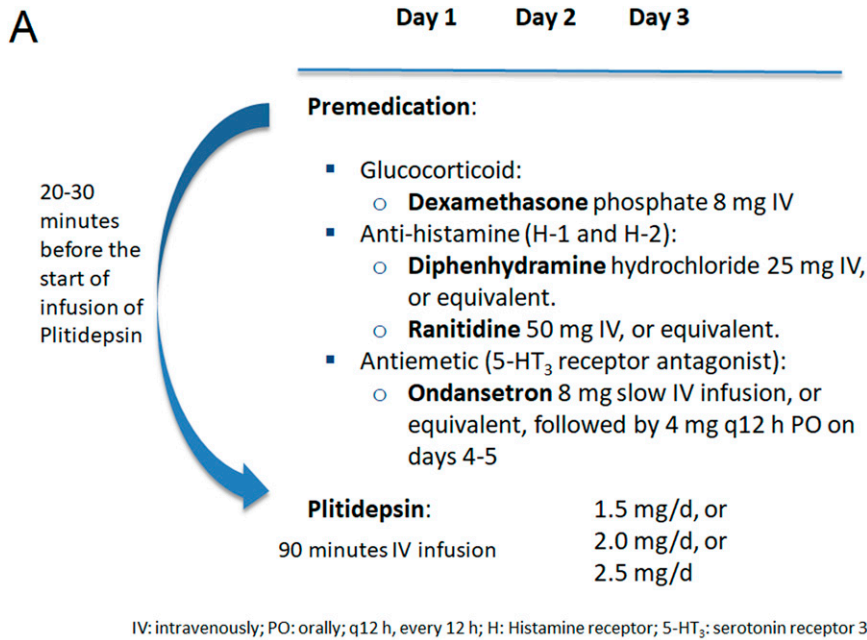 A
Day 1 Day 2 Day 3
Premedication:
20-30
minutes
before the
start of
infusion of
Plitidepsin
▪ Glucocorticoid:
o Dexamethasone phosphate 8 mg IV
▪ Anti-histamine (H-1 and H-2):
o Diphenhydramine hydrochloride 25 mg IV,
or equivalent.
o Ranitidine 50 mg IV, or equivalent.
▪ Antiemetic (5-HT₃ receptor antagonist):
o Ondansetron 8 mg slow IV infusion, or
equivalent, followed by 4 mg q12 h PO on
days 4-5
Plitidepsin:
90 minutes IV infusion
1.5 mg/d, or
2.0 mg/d, or
2.5 mg/d
IV: intravenously; PO: orally; q12 h, every 12 h; H: Histamine receptor; 5-HT₃: serotonin receptor 3